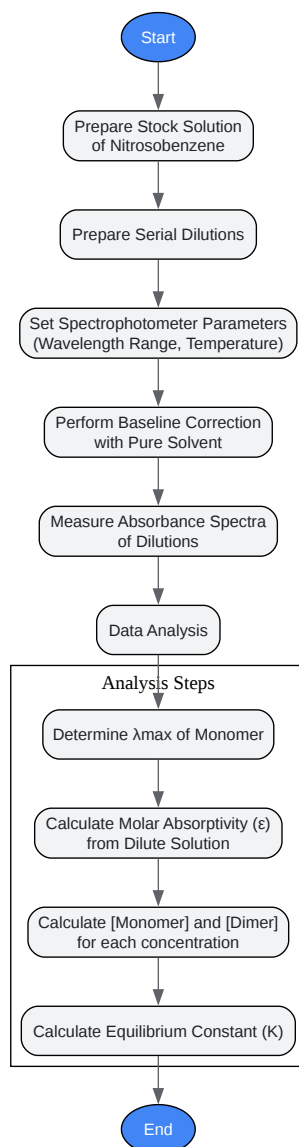 Start
Prepare Stock Solution
of Nitrosobenzene
Prepare Serial Dilutions
Set Spectrophotometer Parameters
(Wavelength Range, Temperature)
Perform Baseline Correction
with Pure Solvent
Measure Absorbance Spectra
of Dilutions
Data Analysis
Analysis Steps
Determine λmax of Monomer
Calculate Molar Absorptivity (ε)
from Dilute Solution
Calculate [Monomer] and [Dimer]
for each concentration
Calculate Equilibrium Constant (K)
End